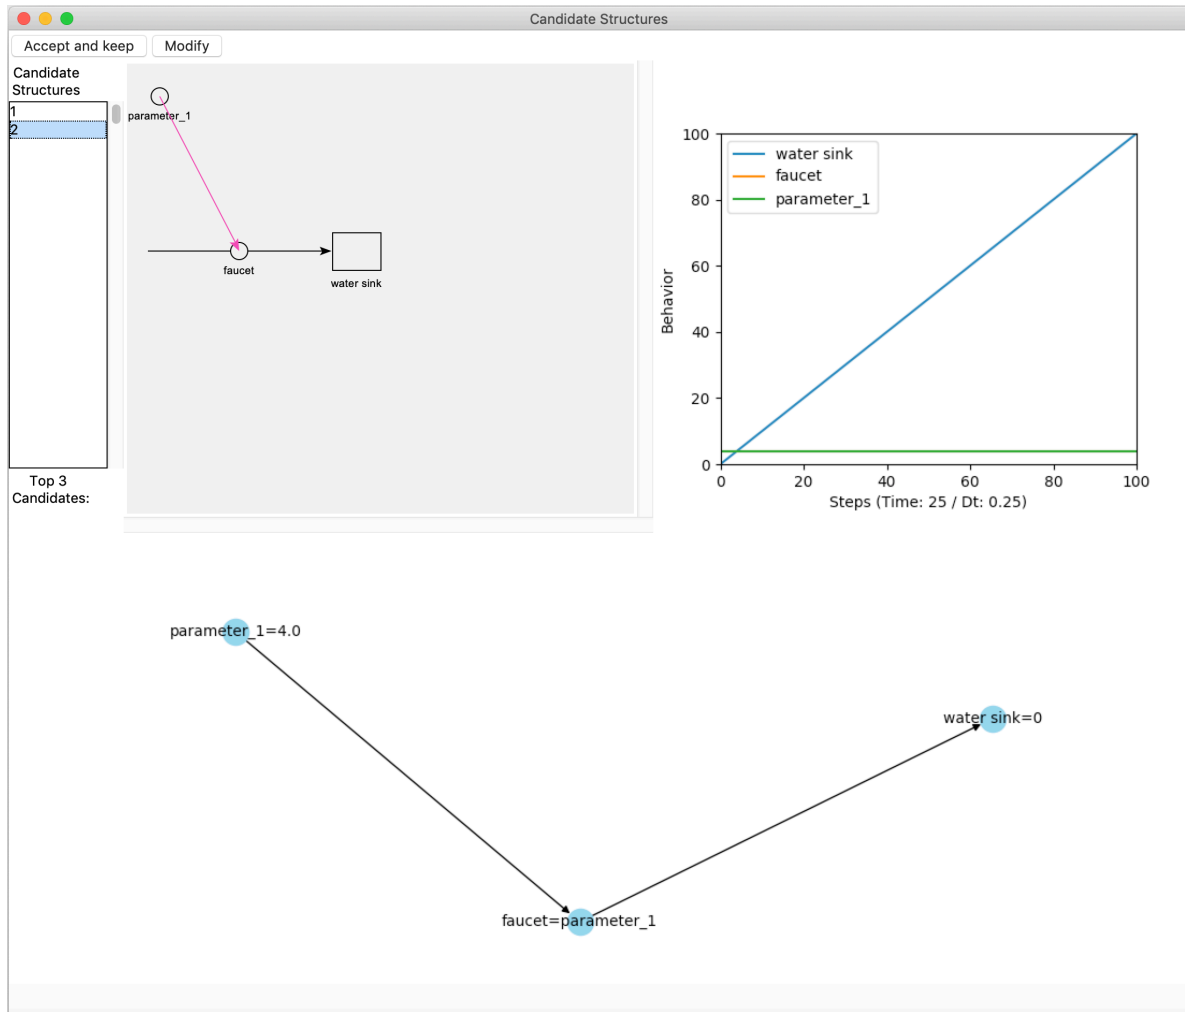 Candidate Structures
Accept and keep
Modify
Candidate
Structures
1
2
Top 3
Candidates:
parameter_1
faucet
water sink
100
80
60
40
20
0
Behavior
water sink
faucet
parameter_1
0
20
40
60
80
100
Steps (Time: 25 / Dt: 0.25)
parameter_1=4.0
water sink=0
faucet=parameter_1